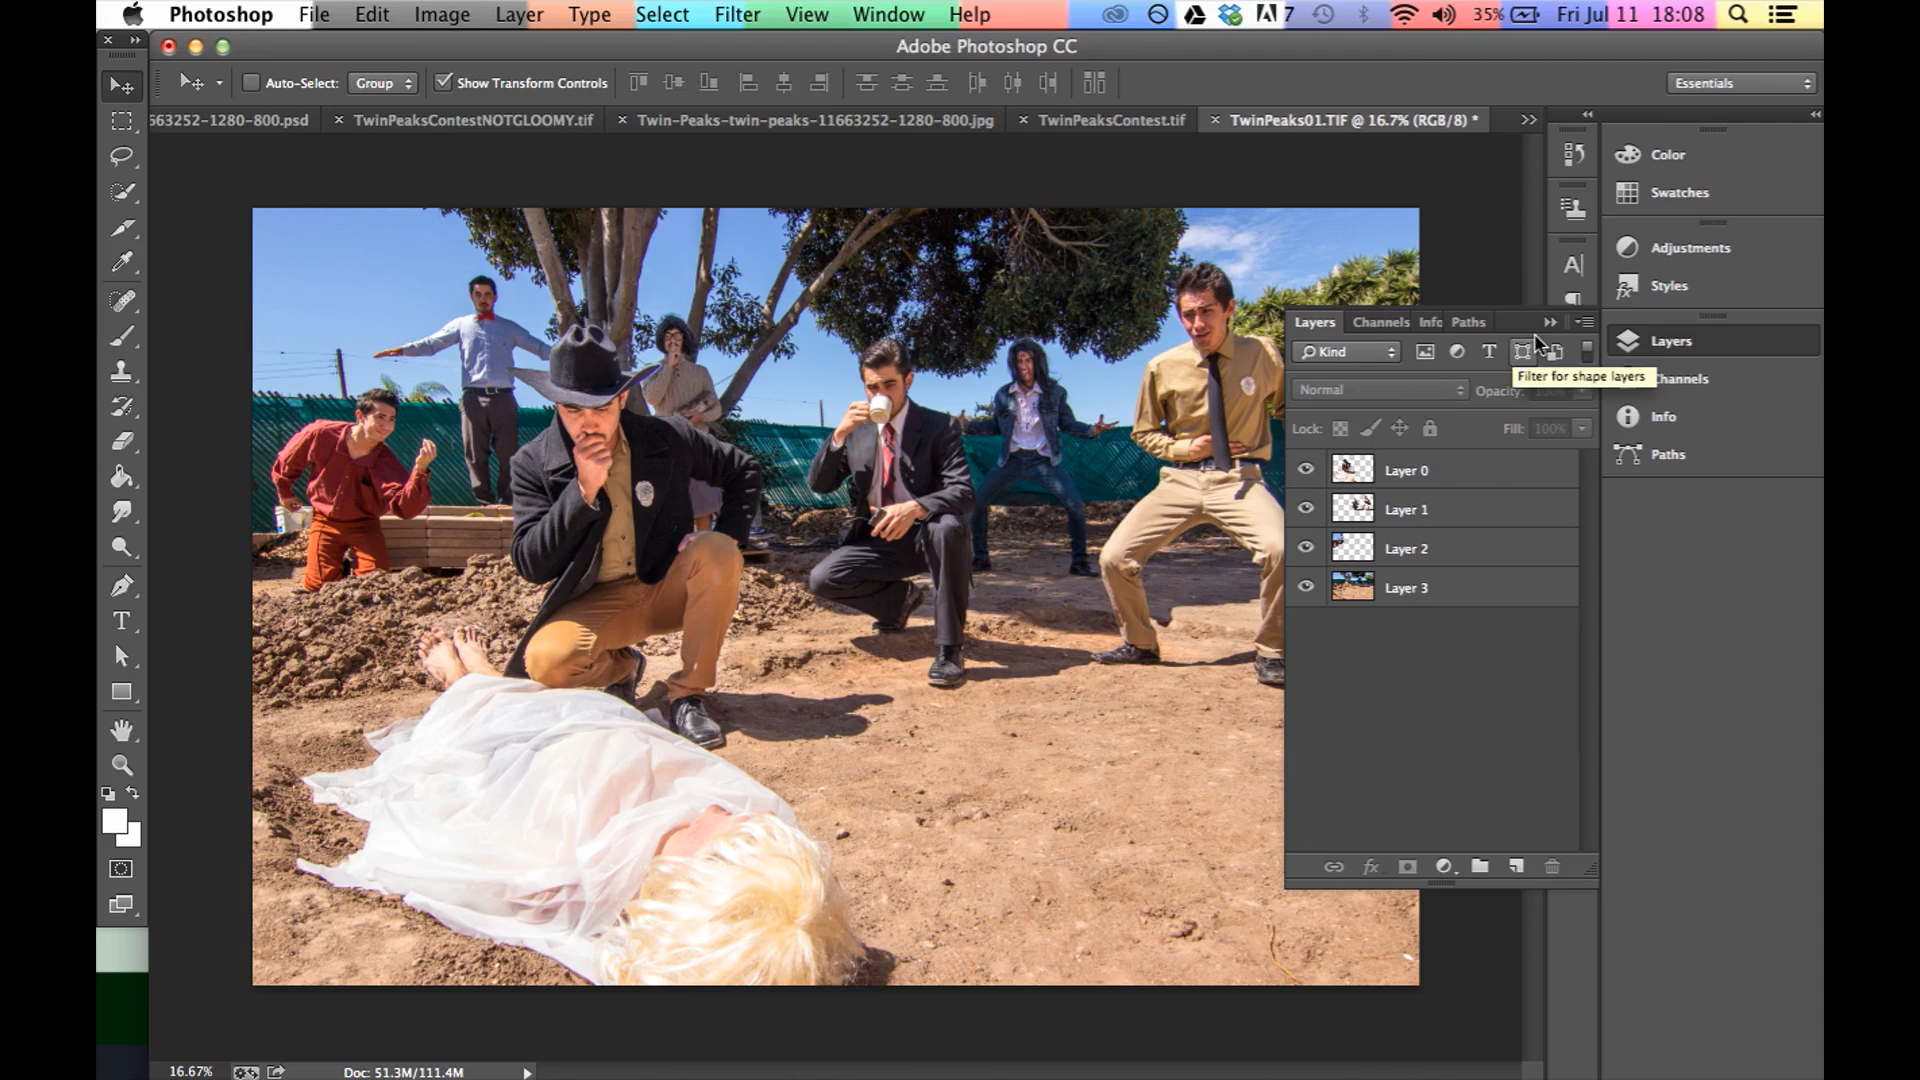 Photoshop File Edit Image Layer Type Select Filter View Window Help 7 35% Fri Jul 11 18:08
Adobe Photoshop CC
Auto-Select: Group Show Transform Controls Essentials
663252-1280-800.psd × TwinPeaksContestNOTGLOOMY.tif × Twin-Peaks-twin-peaks-11663252-1280-800.jpg × TwinPeaksContest.tif × TwinPeaks01.TIF @ 16.7% (RGB/8) *
Color
Swatches
Adjustments
Styles
Layers
Channels
Info
Paths
Layers Channels Info Paths
Kind
Filter for shape layers
Normal Opacity: 100%
Lock: Fill: 100%
Layer 0
Layer 1
Layer 2
Layer 3
fx
16.67% Doc: 51.3M/111.4M